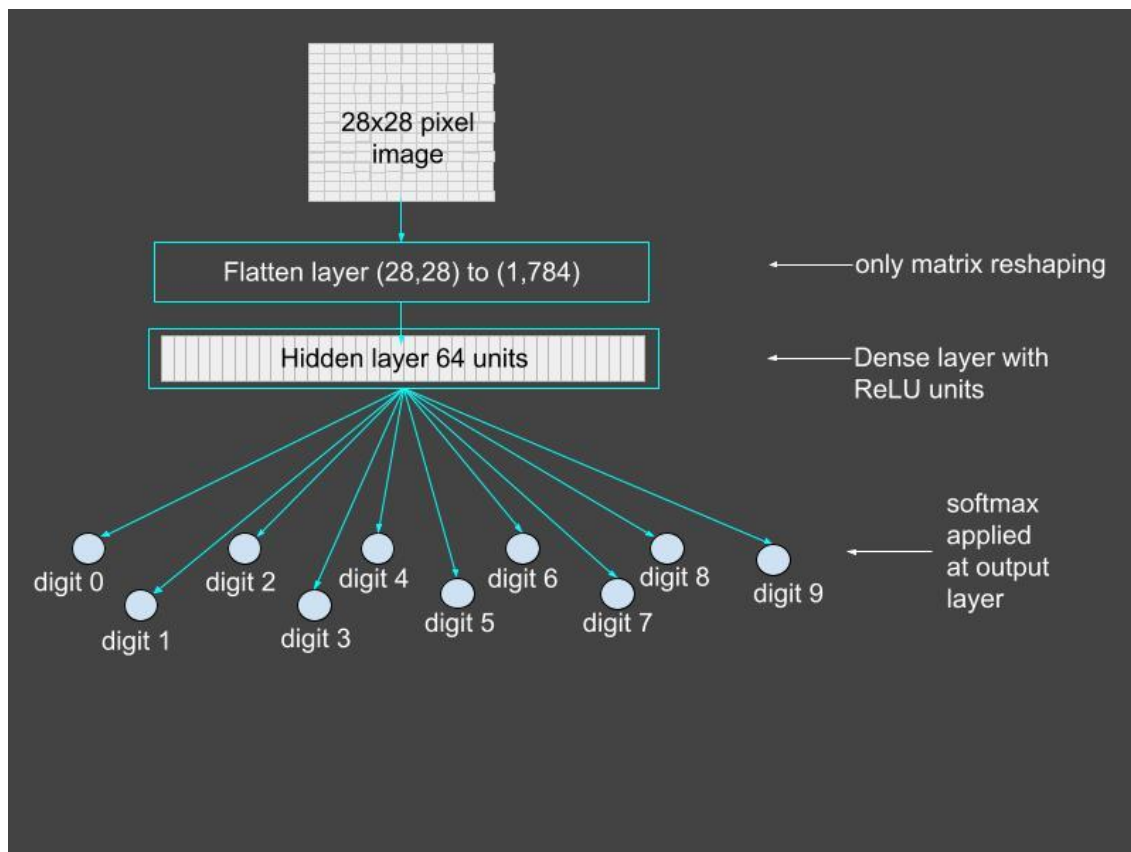 28x28 pixel
image
Flatten layer (28,28) to (1,784)
only matrix reshaping
Hidden layer 64 units
Dense layer with
ReLU units
softmax
applied
at output
layer
digit 0
digit 1
digit 2
digit 3
digit 4
digit 5
digit 6
digit 7
digit 8
digit 9